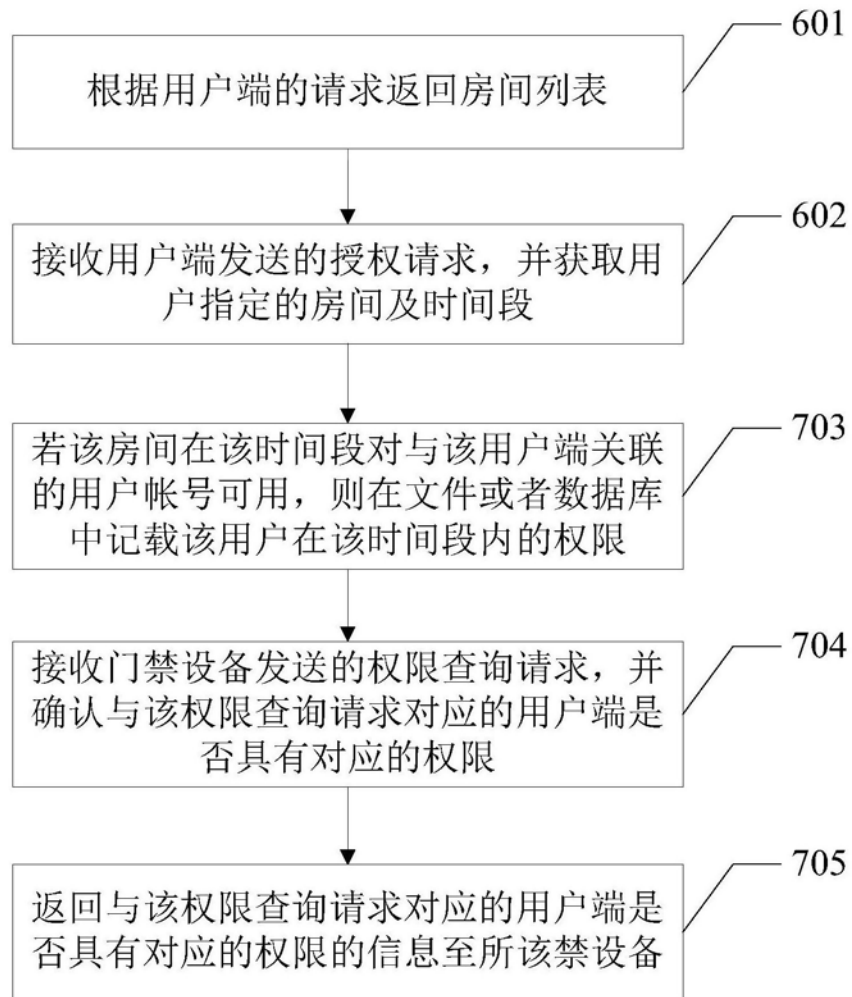 601
根据用户端的请求返回房间列表
602
接收用户端发送的授权请求，并获取用
户指定的房间及时间段
703
若该房间在该时间段对与该用户端关联
的用户帐号可用，则在文件或者数据库
中记载该用户在该时间段内的权限
704
接收门禁设备发送的权限查询请求，并
确认与该权限查询请求对应的用户端是
否具有对应的权限
705
返回与该权限查询请求对应的用户端是
否具有对应的权限的信息至所该禁设备